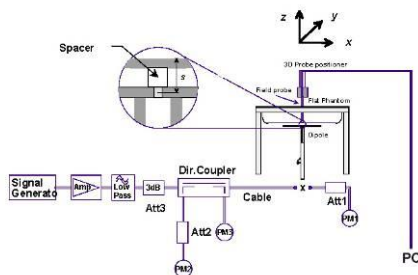 z
y
x
Spacer
s
3D Probe positioner
Field probe
Flat Phantom
Dipole
Signal
Generato
Amp
Low
Pass
3dB
Att3
Dir.Coupler
Cable
x
Att1
PM1
Att2
PM3
PM2
PC